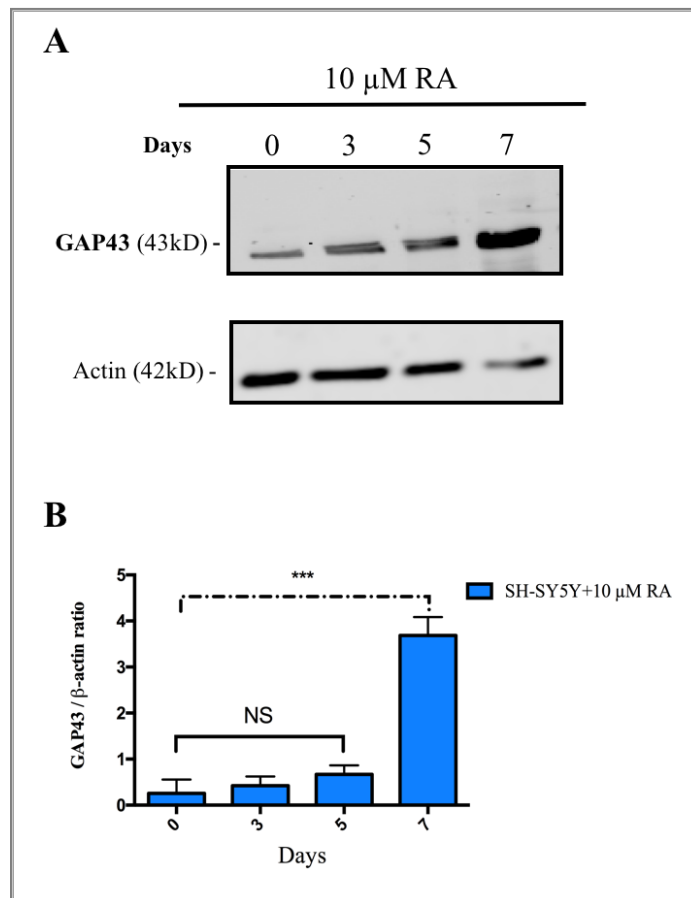 A
10 µM RA
Days 0 3 5 7
GAP43 (43kD) -
Actin (42kD) -
B
GAP43 / β-actin ratio
5
4
3
2
1
0
***
NS
SH-SY5Y+10 µM RA
0 3 5 7
Days